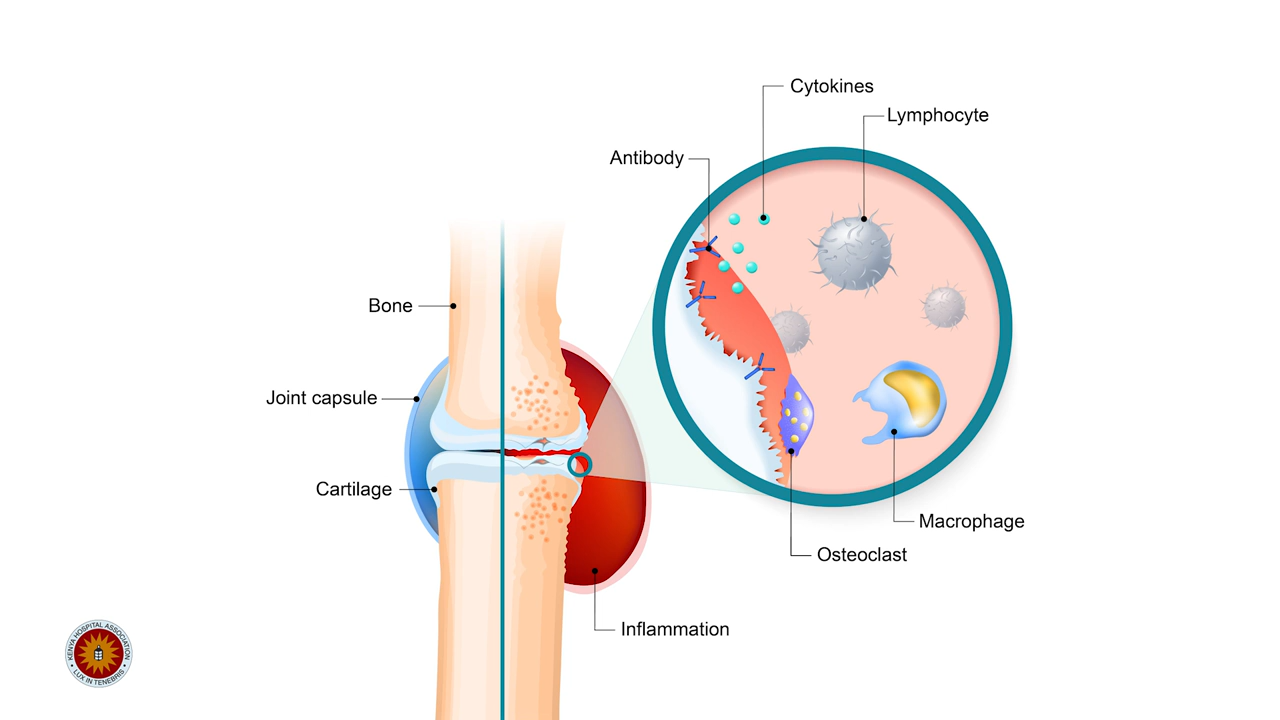 Cytokines
Lymphocyte
Antibody
Bone
Joint capsule
Cartilage
Macrophage
Osteoclast
Inflammation
KENYA HOSPITAL ASSOCIATION
• LUX IN TENEBRIS •